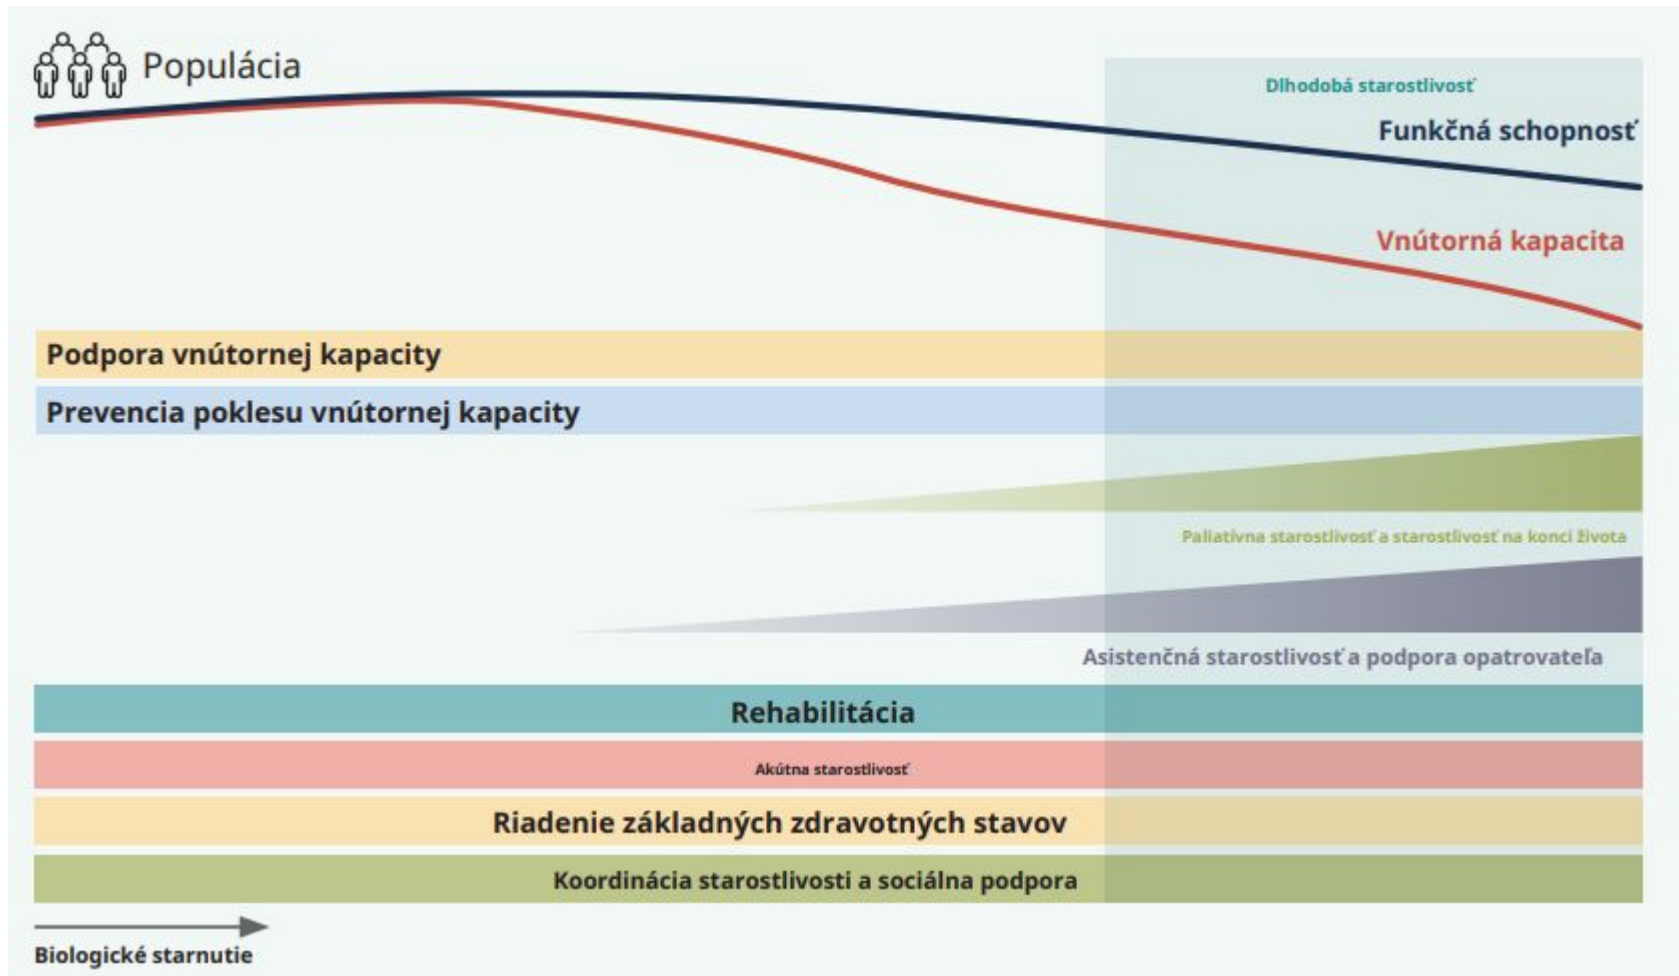 Populácia
Dlhodobá starostlivosť
Funkčná schopnosť
Vnútorná kapacita
Podpora vnútornej kapacity
Prevencia poklesu vnútornej kapacity
Paliatívna starostlivosť a starostlivosť na konci života
Asistenčná starostlivosť a podpora opatrovateľa
Rehabilitácia
Akútna starostlivosť
Riadenie základných zdravotných stavov
Koordinácia starostlivosti a sociálna podpora
Biologické starnutie